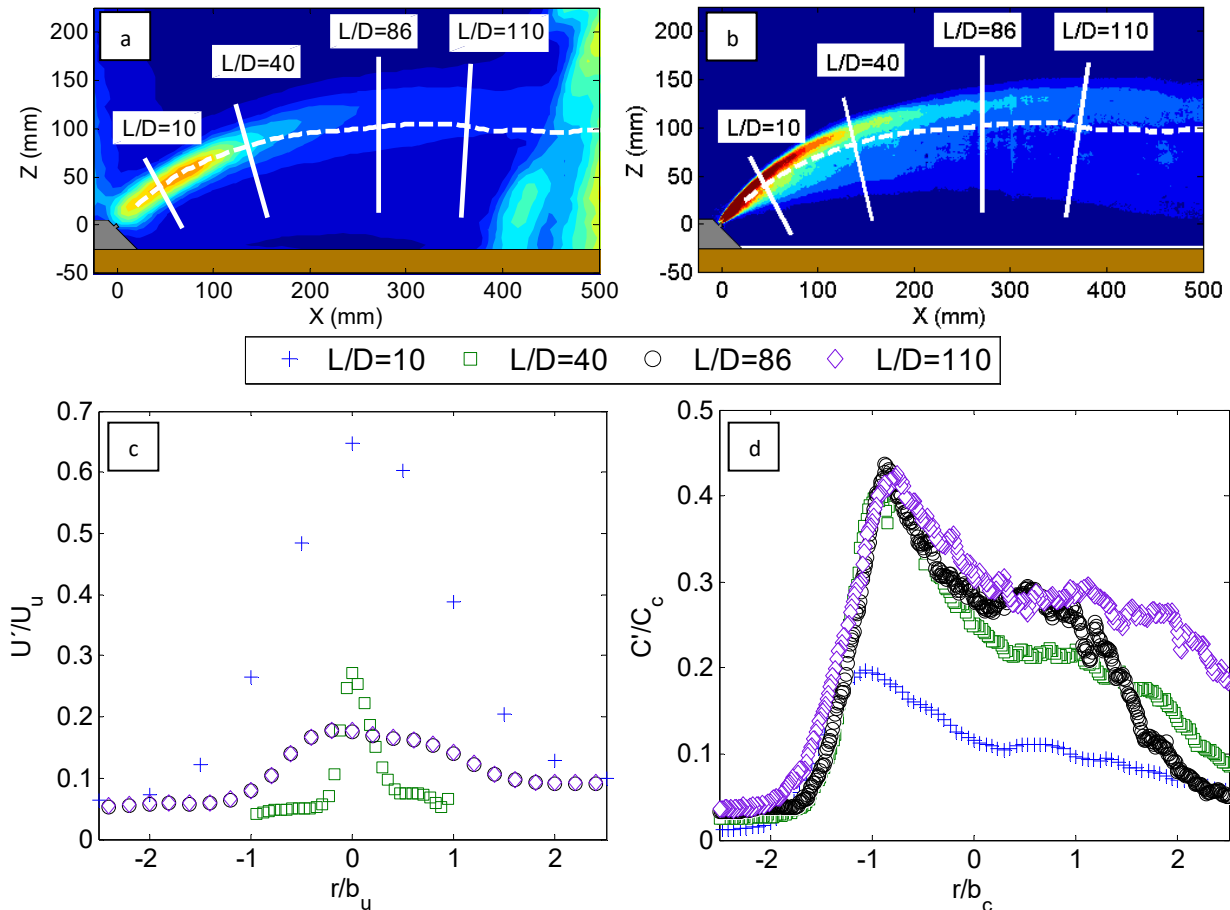 a
L/D=10
L/D=40
L/D=86
L/D=110
Z (mm)
200
150
100
50
0
-50
0 100 200 300 400 500
X (mm)
b
L/D=10
L/D=40
L/D=86
L/D=110
Z (mm)
200
150
100
50
0
-50
0 100 200 300 400 500
X (mm)
L/D=10 L/D=40 L/D=86 L/D=110
c
U´/U_u
0.7
0.6
0.5
0.4
0.3
0.2
0.1
0
-2 -1 0 1 2
r/b_u
d
C'/C_c
0.5
0.4
0.3
0.2
0.1
0
-2 -1 0 1 2
r/b_c